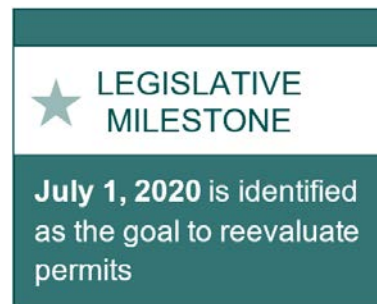 LEGISLATIVE
MILESTONE
July 1, 2020 is identified
as the goal to reevaluate
permits